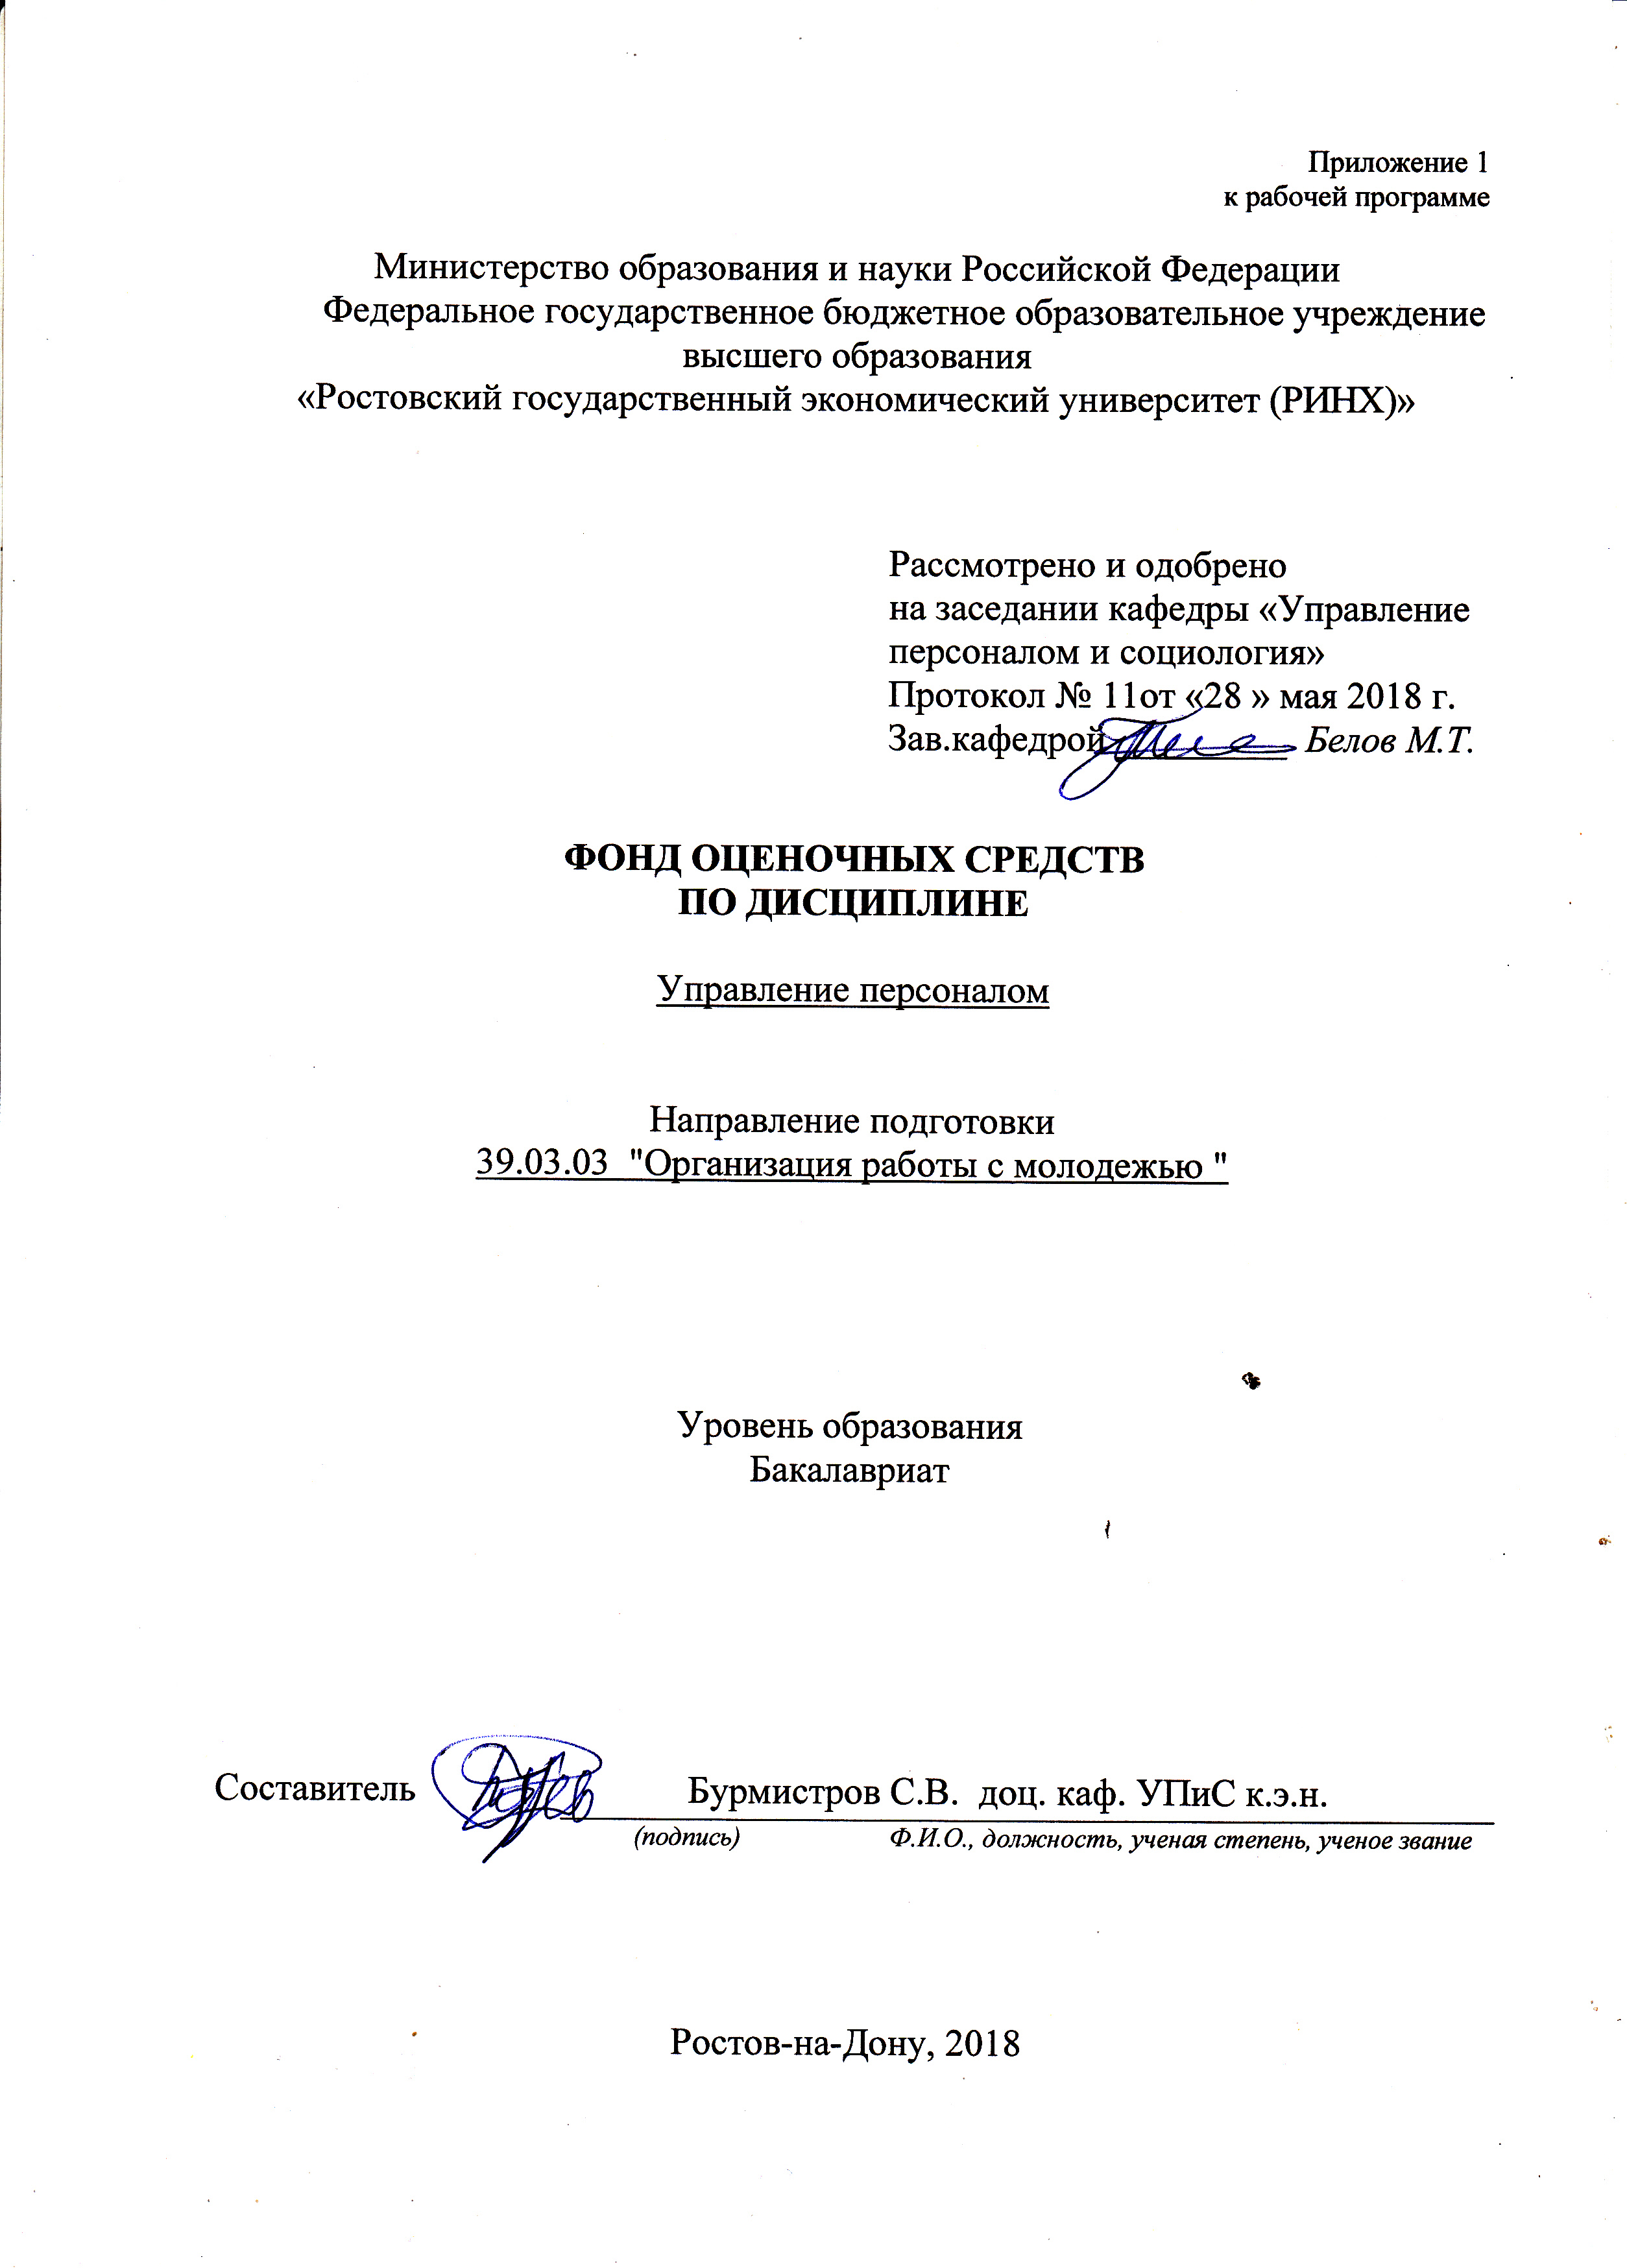 Приложение 1
к рабочей программе
Министерство образования и науки Российской Федерации
Федеральное государственное бюджетное образовательное учреждение
высшего образования
«Ростовский государственный экономический университет (РИНХ)»
Рассмотрено и одобрено
на заседании кафедры «Управление
персоналом и социология»
Протокол № 11от «28 » мая 2018 г.
Зав.кафедрой Белов М.Т.
ФОНД ОЦЕНОЧНЫХ СРЕДСТВ
ПО ДИСЦИПЛИНЕ
Управление персоналом
Направление подготовки
39.03.03 "Организация работы с молодежью "
Уровень образования
Бакалавриат
Составитель Бурмистров С.В. доц. каф. УПиС к.э.н.
(подпись) Ф.И.О., должность, ученая степень, ученое звание
Ростов-на-Дону, 2018